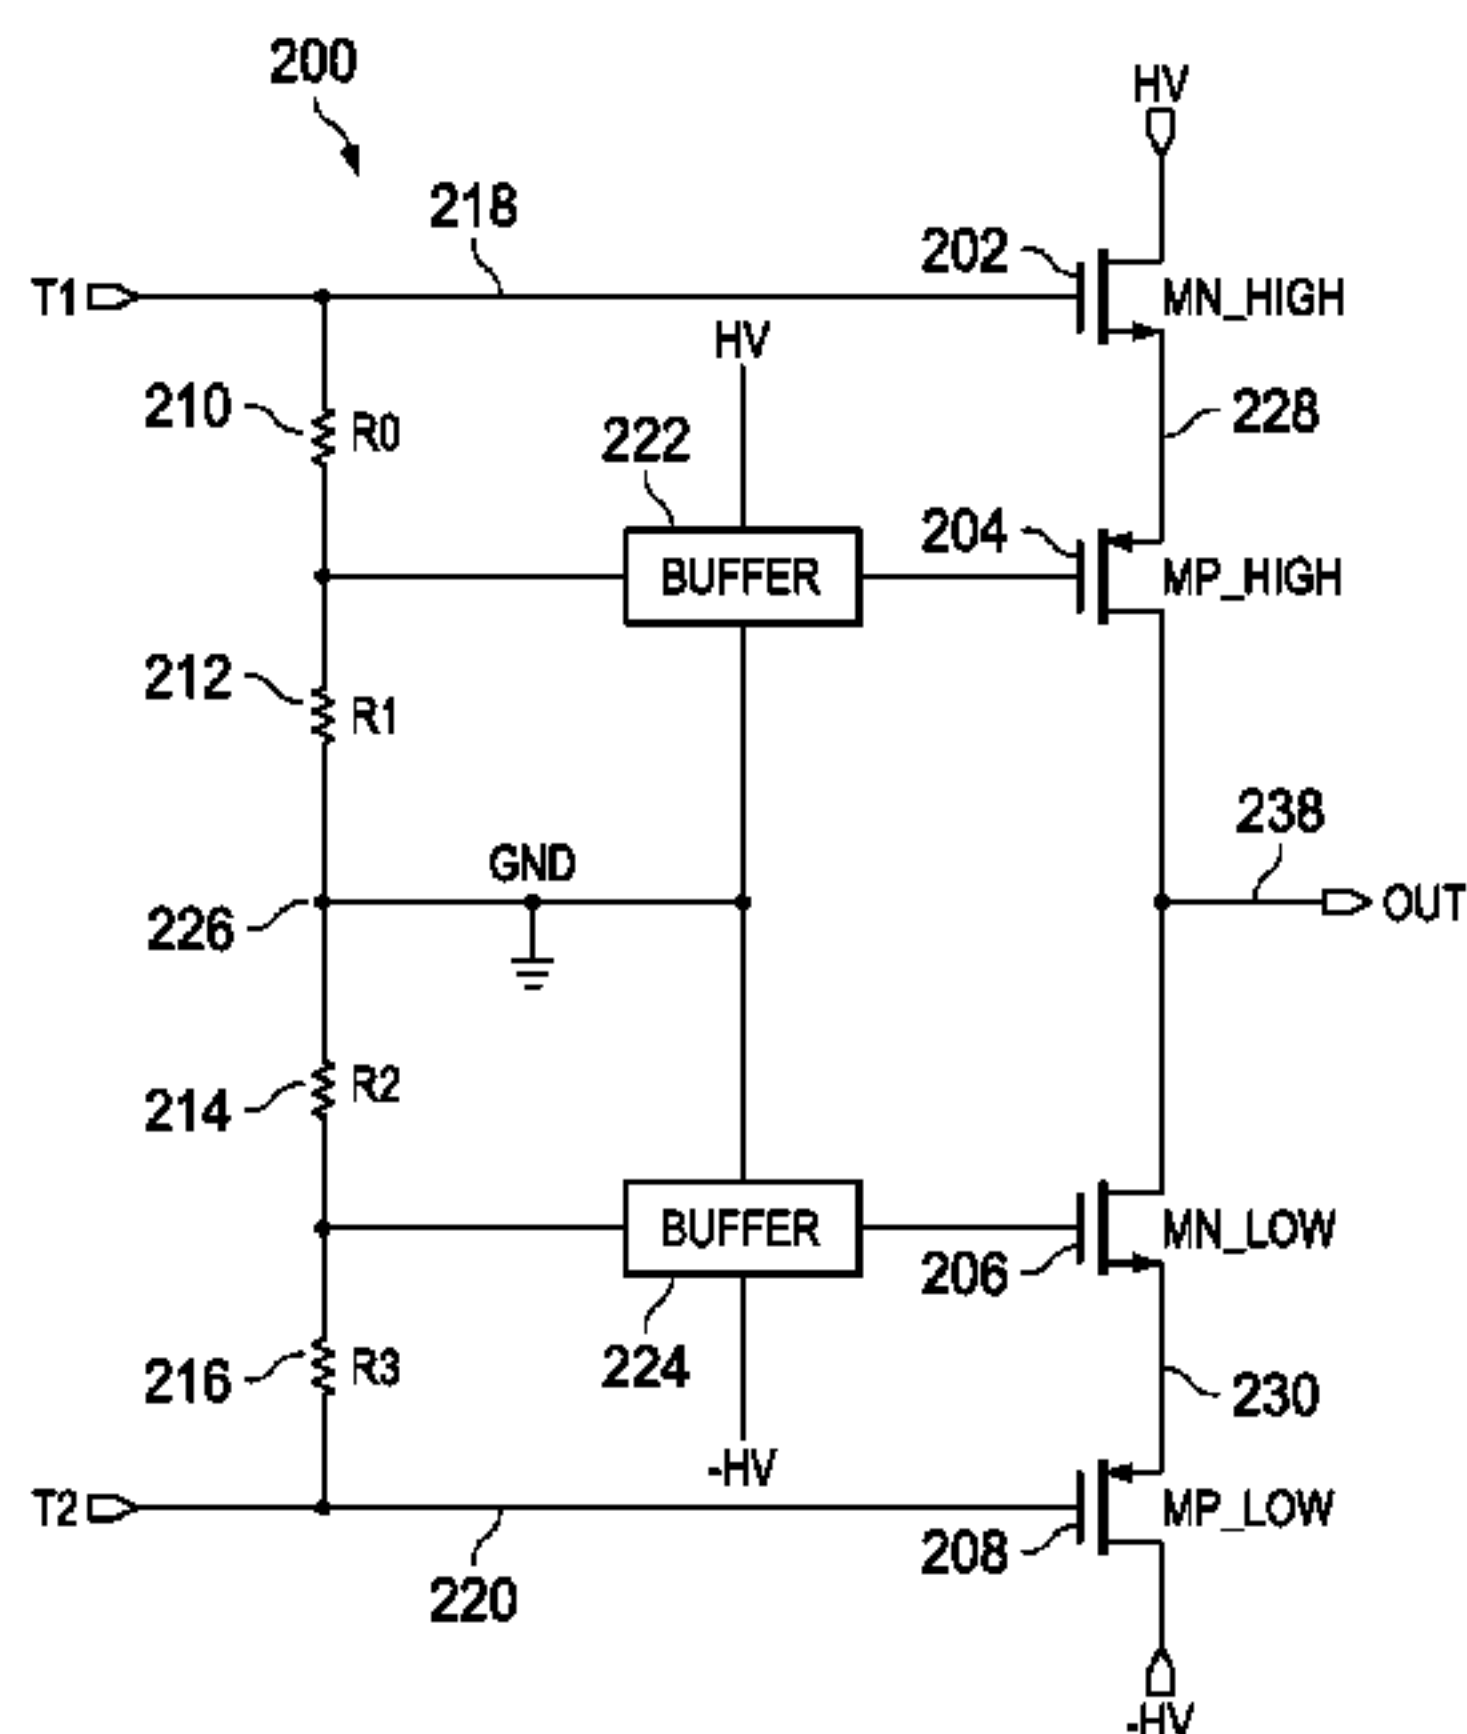 200
HV
218
202
T1
MN_HIGH
HV
210
R0
228
222
204
BUFFER
MP_HIGH
212
R1
238
GND
OUT
226
R2
214
BUFFER
MN_LOW
206
216
R3
224
230
-HV
T2
MP_LOW
208
220
-HV